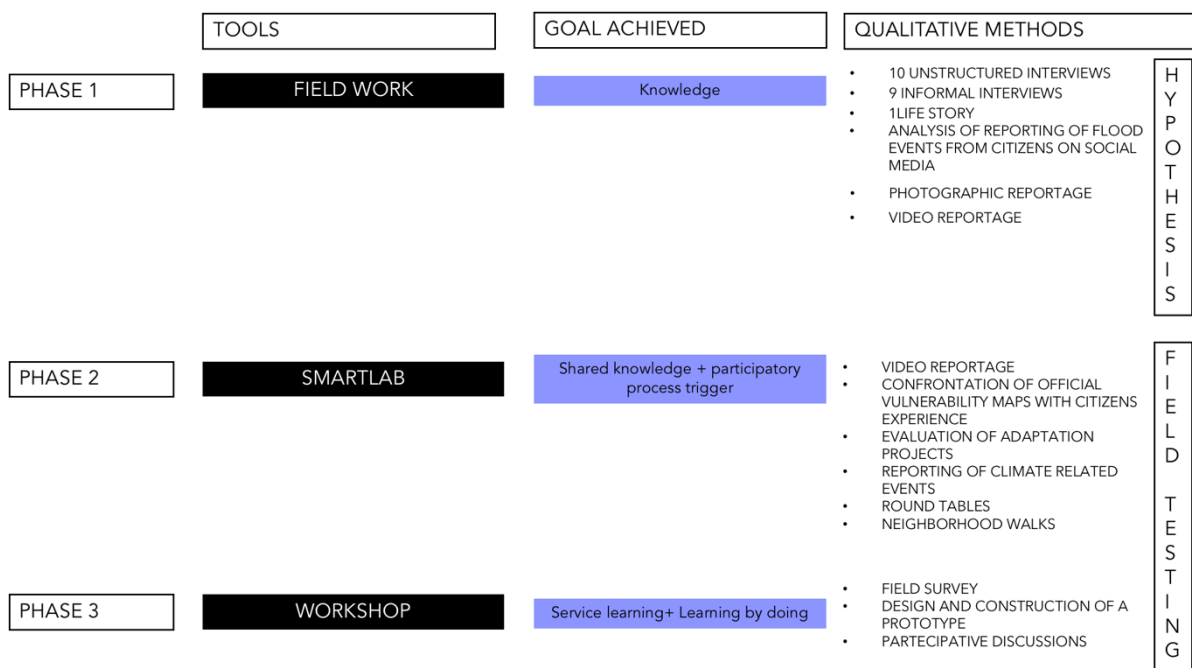 TOOLS
GOAL ACHIEVED
QUALITATIVE METHODS
PHASE 1
FIELD WORK
Knowledge
• 10 UNSTRUCTURED INTERVIEWS
• 9 INFORMAL INTERVIEWS
• 1LIFE STORY
• ANALYSIS OF REPORTING OF FLOOD
EVENTS FROM CITIZENS ON SOCIAL
MEDIA
• PHOTOGRAPHIC REPORTAGE
• VIDEO REPORTAGE
HYPOTHESIS
PHASE 2
SMARTLAB
Shared knowledge + participatory
process trigger
• VIDEO REPORTAGE
• CONFRONTATION OF OFFICIAL
VULNERABILITY MAPS WITH CITIZENS
EXPERIENCE
• EVALUATION OF ADAPTATION
PROJECTS
• REPORTING OF CLIMATE RELATED
EVENTS
• ROUND TABLES
• NEIGHBORHOOD WALKS
FIELD TESTING
PHASE 3
WORKSHOP
Service learning+ Learning by doing
• FIELD SURVEY
• DESIGN AND CONSTRUCTION OF A
PROTOTYPE
• PARTECIPATIVE DISCUSSIONS